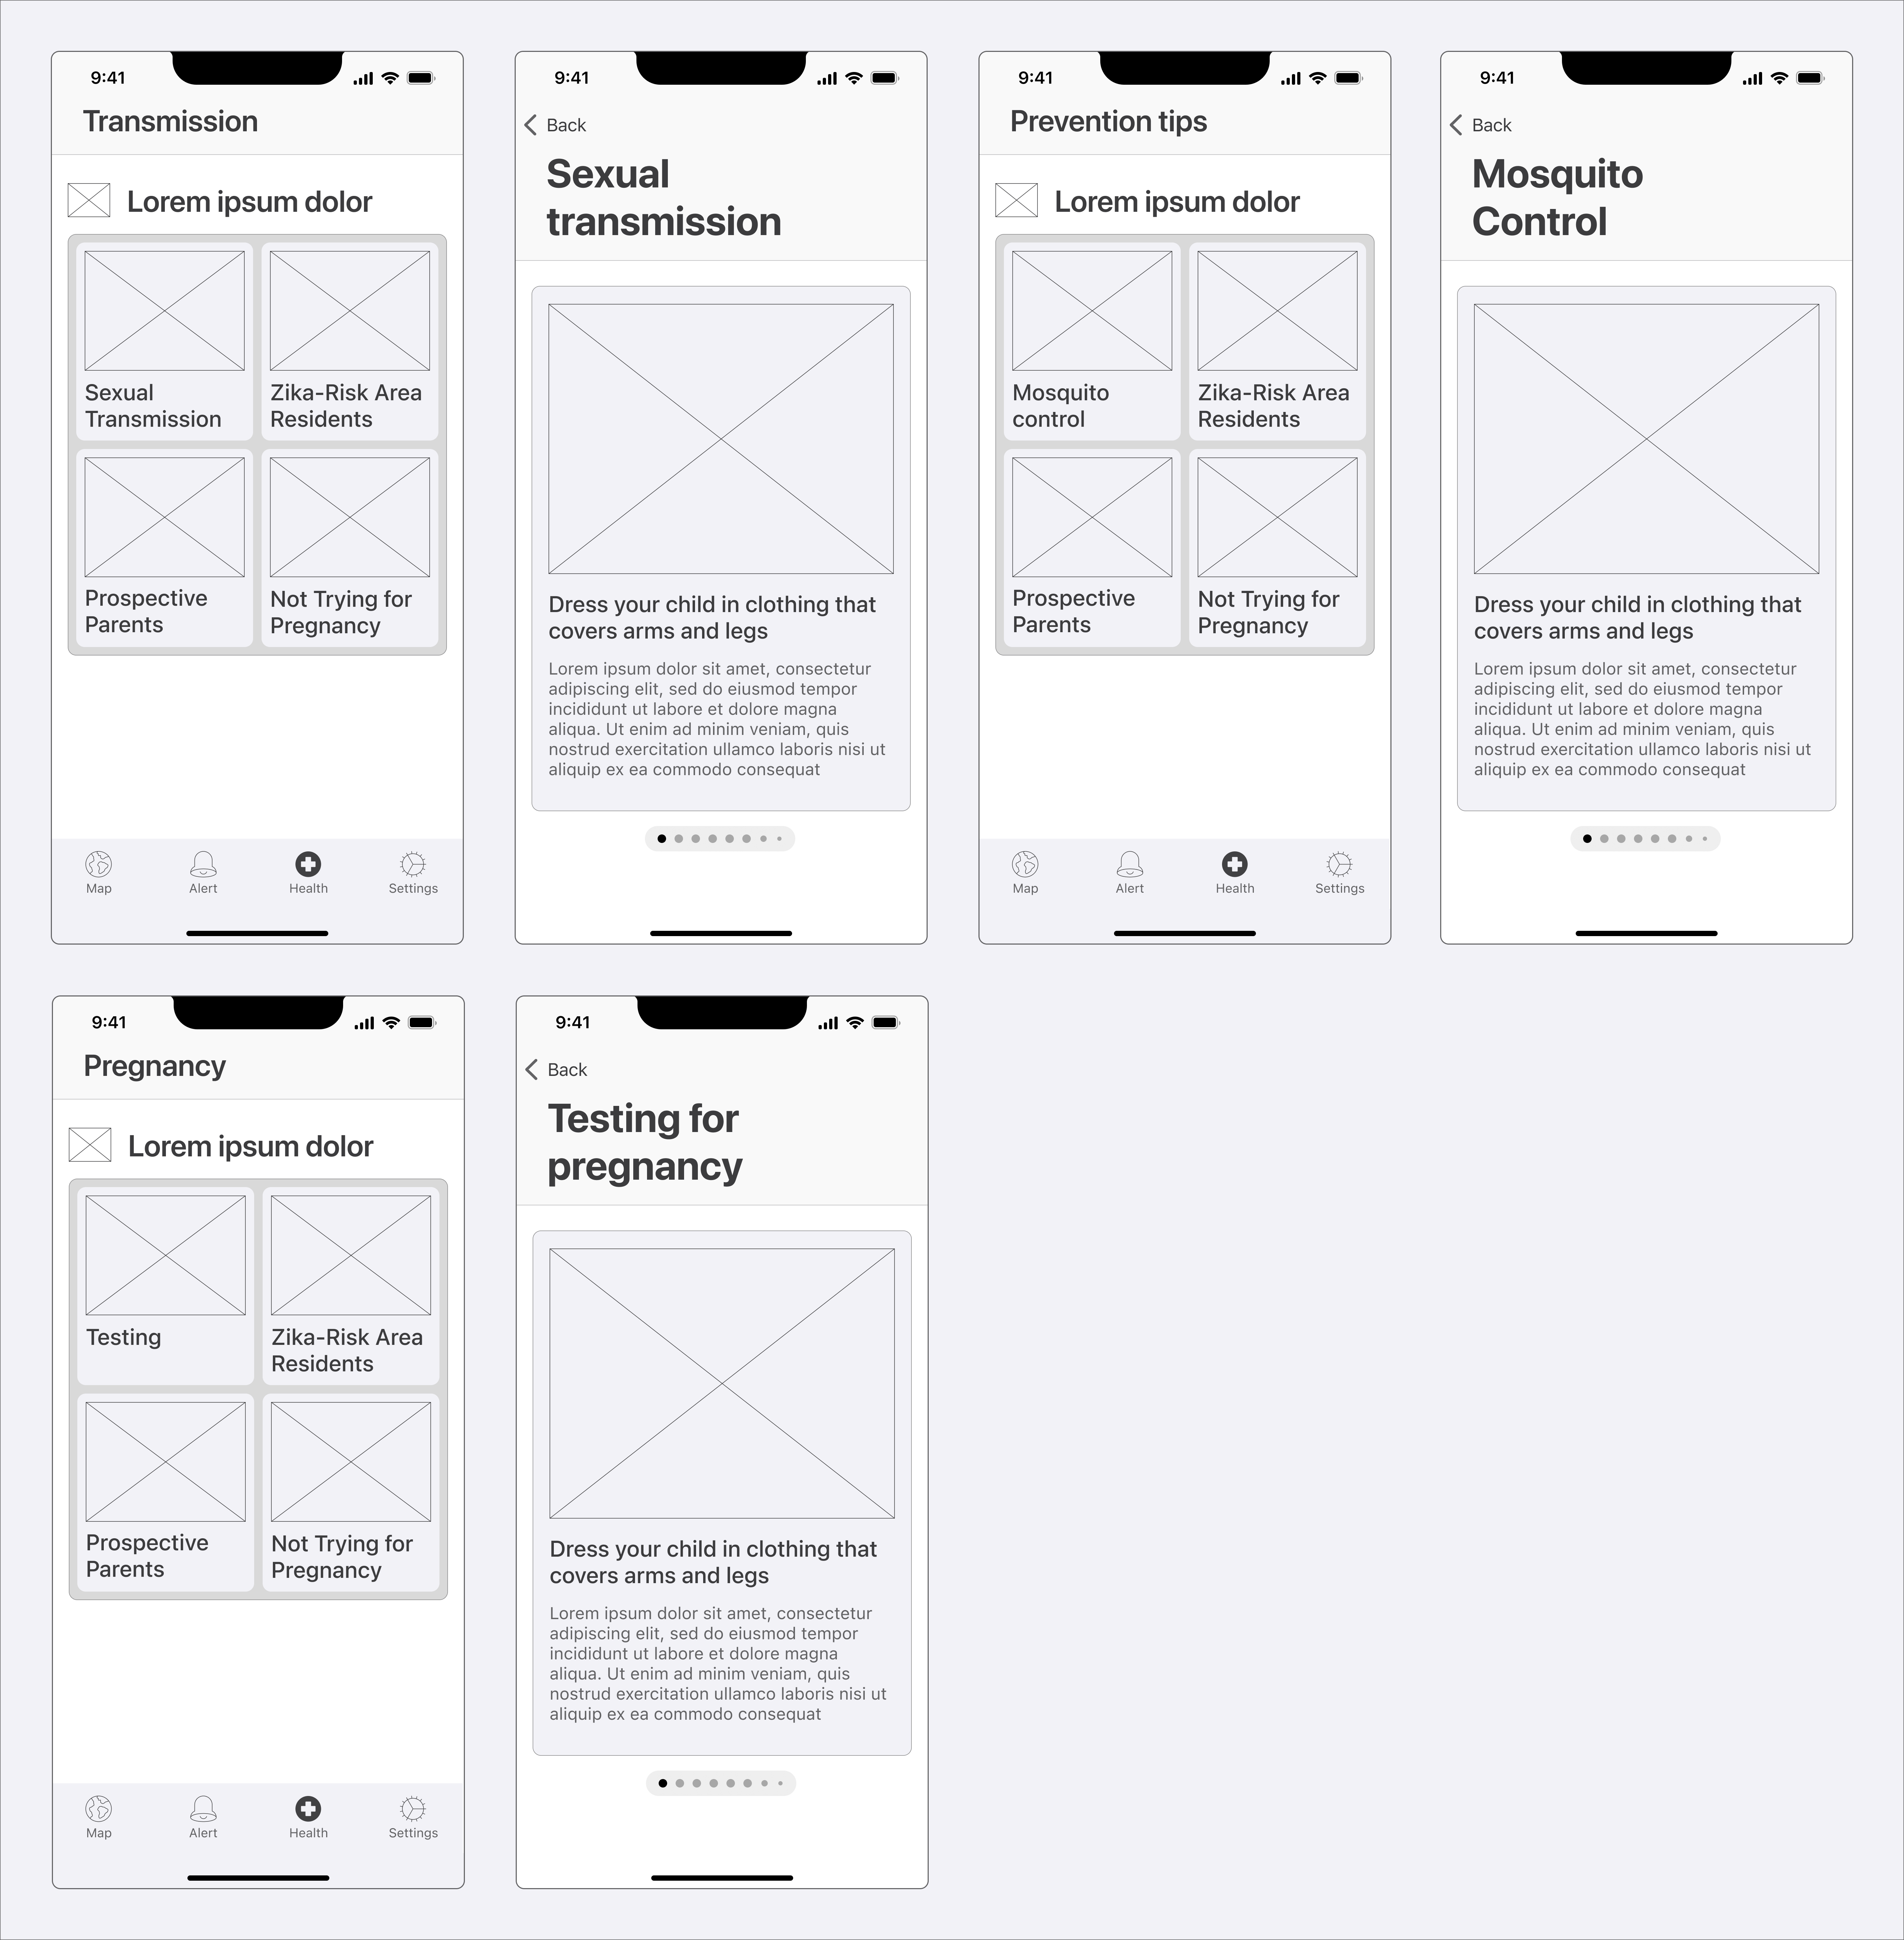 9:41
Transmission
Lorem ipsum dolor
Sexual
Transmission
Zika-Risk Area
Residents
Prospective
Parents
Not Trying for
Pregnancy
Map
Alert
Health
Settings
9:41
Back
Sexual
transmission
Dress your child in clothing that
covers arms and legs
Lorem ipsum dolor sit amet, consectetur
adipiscing elit, sed do eiusmod tempor
incididunt ut labore et dolore magna
aliqua. Ut enim ad minim veniam, quis
nostrud exercitation ullamco laboris nisi ut
aliquip ex ea commodo consequat
9:41
Prevention tips
Lorem ipsum dolor
Mosquito
control
Zika-Risk Area
Residents
Prospective
Parents
Not Trying for
Pregnancy
Map
Alert
Health
Settings
9:41
Back
Mosquito
Control
Dress your child in clothing that
covers arms and legs
Lorem ipsum dolor sit amet, consectetur
adipiscing elit, sed do eiusmod tempor
incididunt ut labore et dolore magna
aliqua. Ut enim ad minim veniam, quis
nostrud exercitation ullamco laboris nisi ut
aliquip ex ea commodo consequat
9:41
Pregnancy
Lorem ipsum dolor
Testing
Zika-Risk Area
Residents
Prospective
Parents
Not Trying for
Pregnancy
Map
Alert
Health
Settings
9:41
Back
Testing for
pregnancy
Dress your child in clothing that
covers arms and legs
Lorem ipsum dolor sit amet, consectetur
adipiscing elit, sed do eiusmod tempor
incididunt ut labore et dolore magna
aliqua. Ut enim ad minim veniam, quis
nostrud exercitation ullamco laboris nisi ut
aliquip ex ea commodo consequat